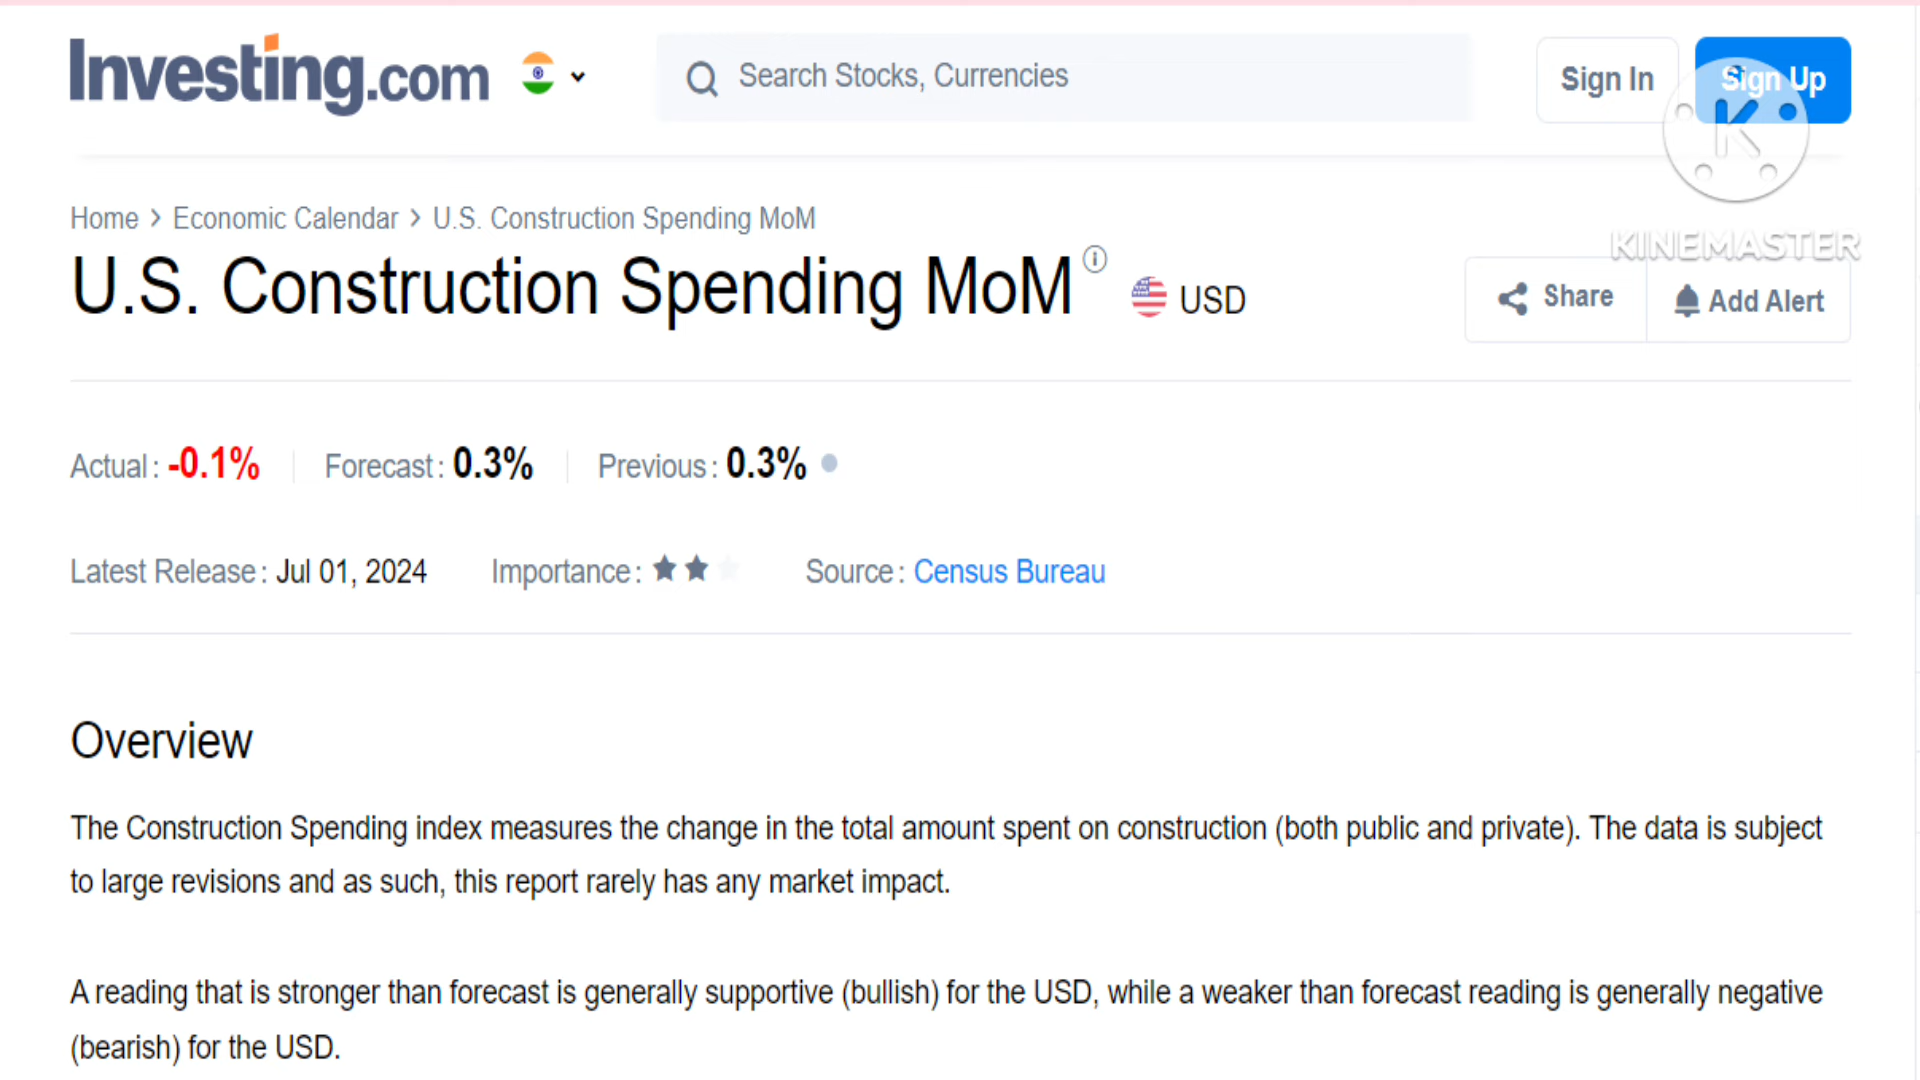 Investing.com
Search Stocks, Currencies
Sign In
Sign Up
KINEMASTER
Home > Economic Calendar > U.S. Construction Spending MoM
U.S. Construction Spending MoM
USD
Share
Add Alert
Actual: -0.1%
Forecast: 0.3%
Previous: 0.3%
Latest Release: Jul 01, 2024
Importance:
Source: Census Bureau
Overview
The Construction Spending index measures the change in the total amount spent on construction (both public and private). The data is subject
to large revisions and as such, this report rarely has any market impact.
A reading that is stronger than forecast is generally supportive (bullish) for the USD, while a weaker than forecast reading is generally negative
(bearish) for the USD.